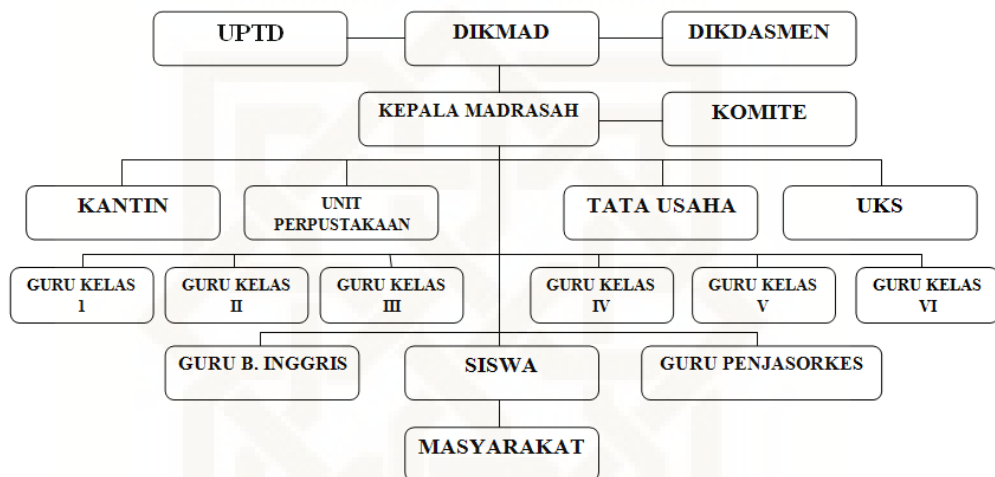 UPTD
DIKMAD
DIKDASMEN
KEPALA MADRASAH
KOMITE
KANTIN
UNIT
PERPUSTAKAAN
TATA USAHA
UKS
GURU KELAS
1
GURU KELAS
II
GURU KELAS
III
GURU KELAS
IV
GURU KELAS
V
GURU KELAS
VI
GURU B. INGGRIS
SISWA
GURU PENJASORKES
MASYARAKAT